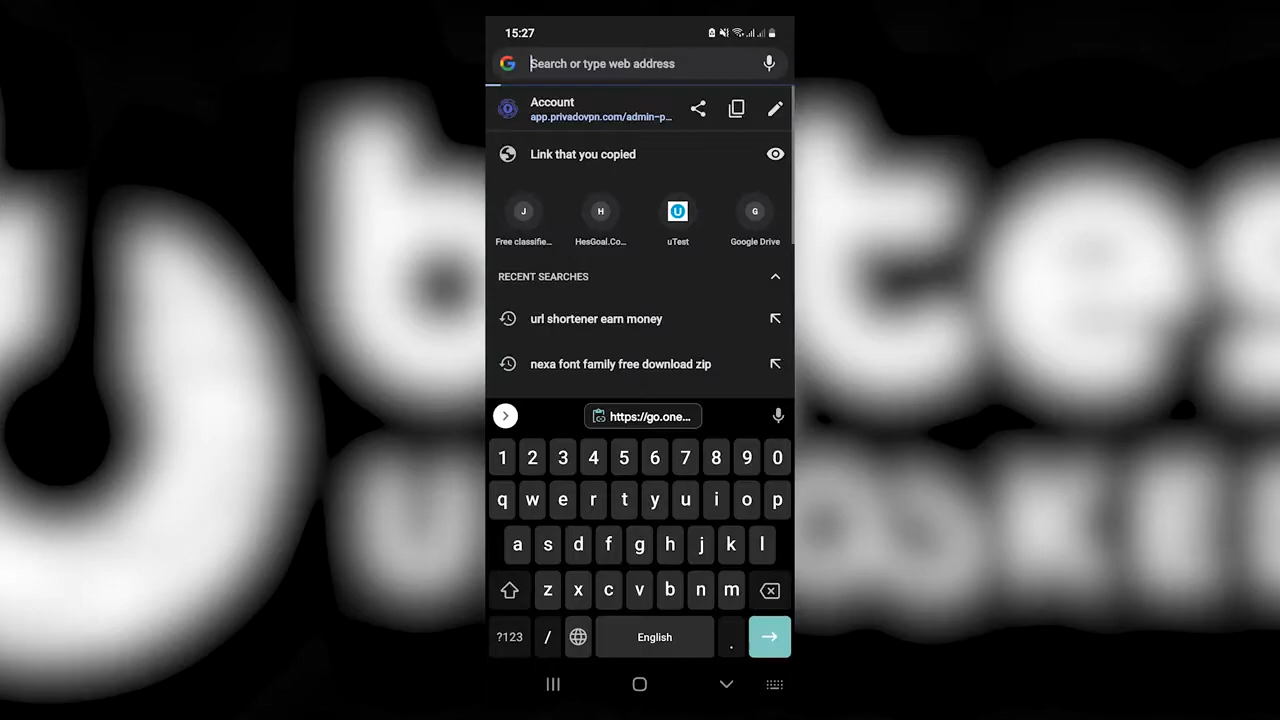 15:27
Search or type web address
Account
app.privadovpn.com/admin-p...
Link that you copied
J H U G
Free classifie... HesGoal.Co... uTest Google Drive
RECENT SEARCHES
url shortener earn money
nexa font family free download zip
https://go.one...
1 2 3 4 5 6 7 8 9 0
q w e r t y u i o p
a s d f g h j k l
z x c v b n m
?123 / English .